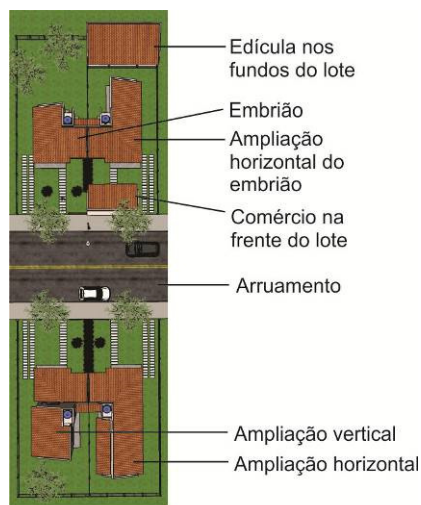 Edícula nos
fundos do lote
Embrião
Ampliação
horizontal do
embrião
Comércio na
frente do lote
Arruamento
Ampliação vertical
Ampliação horizontal